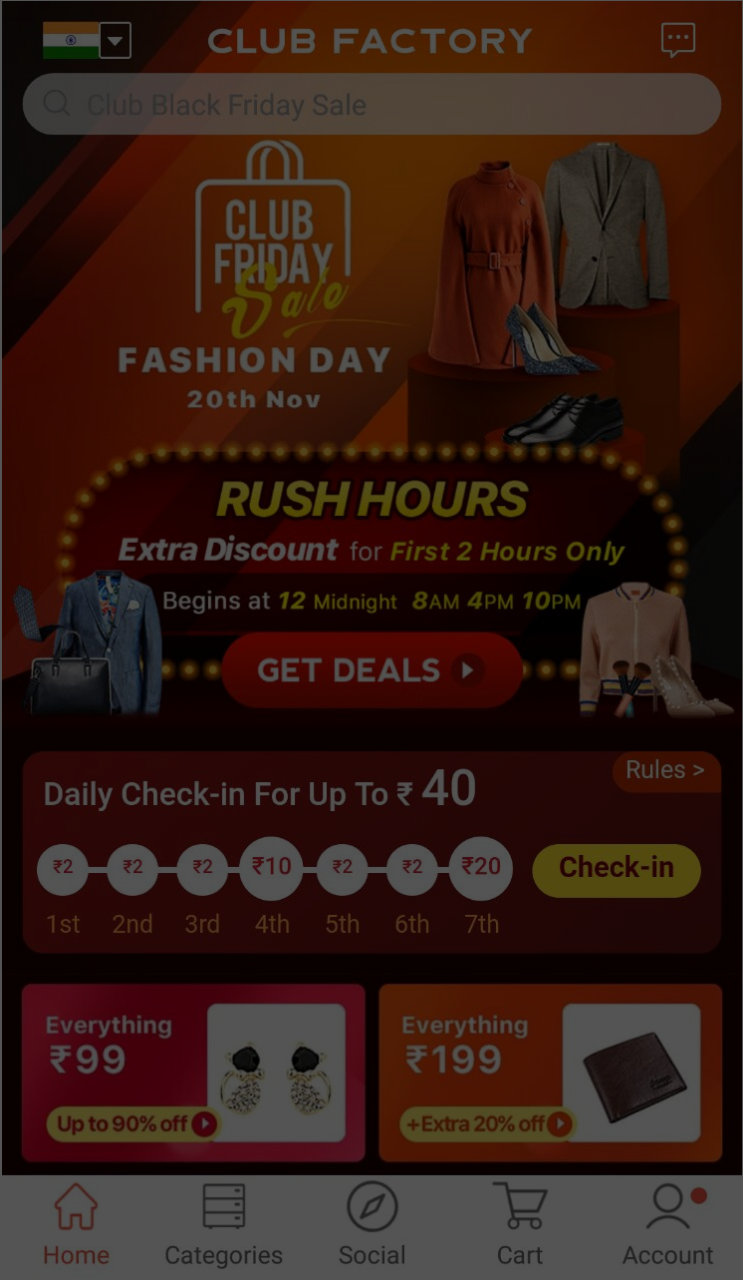 CLUB FACTORY
Club Black Friday Sale
CLUB
FRIDAY
Sale
FASHION DAY
20th Nov
RUSH HOURS
Extra Discount for First 2 Hours Only
Begins at 12 Midnight 8AM 4PM 10PM
GET DEALS
Rules >
Daily Check-in For Up To ₹ 40
₹2 ₹2 ₹2 ₹10 ₹2 ₹2 ₹20
Check-in
1st 2nd 3rd 4th 5th 6th 7th
Everything
₹99
Up to 90% off
Everything
₹199
+Extra 20% off
Home Categories Social Cart Account